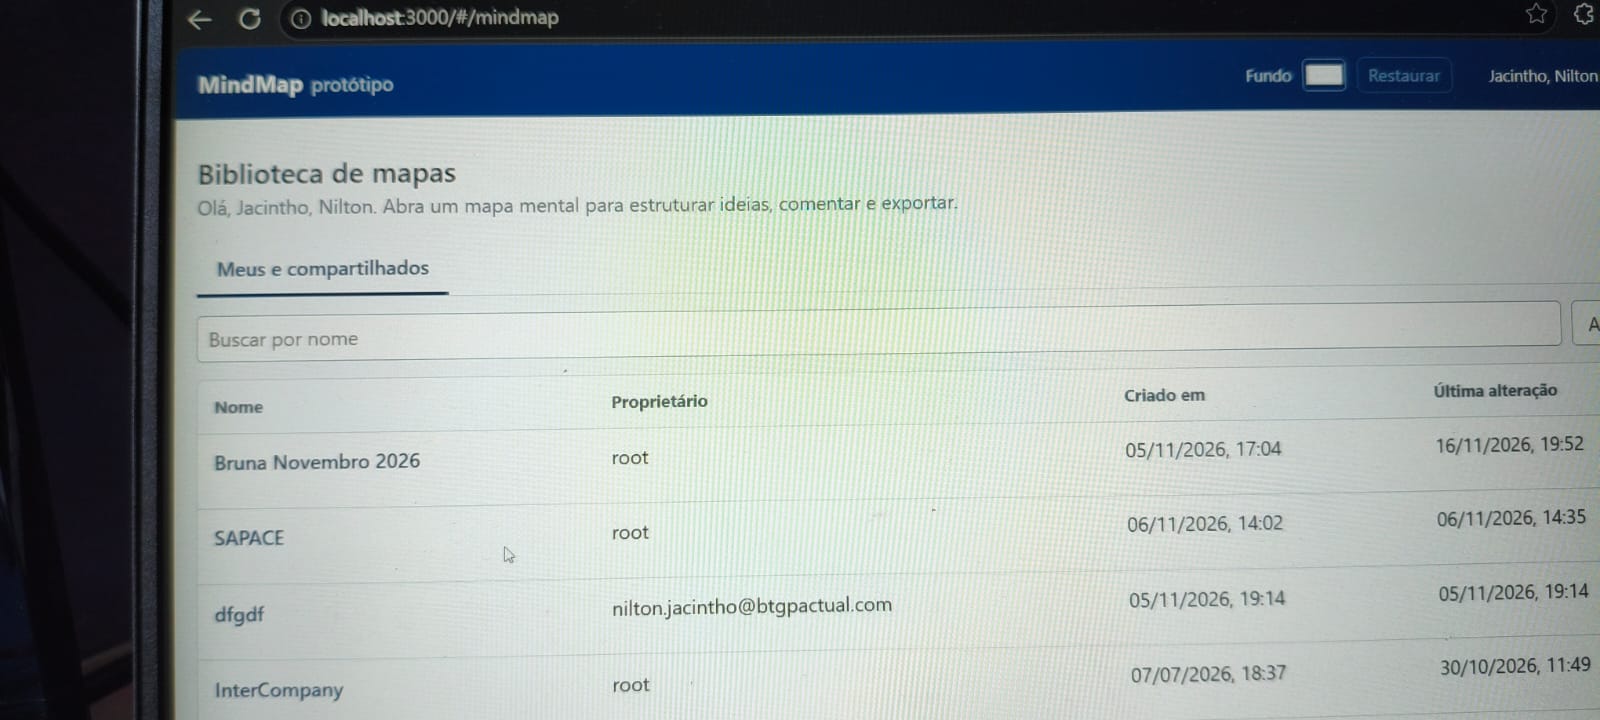 localhost:3000/#/mindmap
MindMap protótipo
Fundo
Restaurar
Jacintho, Nilton
Biblioteca de mapas
Olá, Jacintho, Nilton. Abra um mapa mental para estruturar ideias, comentar e exportar.
Meus e compartilhados
Buscar por nome
A
Nome Proprietário Criado em Última alteração
Bruna Novembro 2026 root 05/11/2026, 17:04 16/11/2026, 19:52
SAPACE root 06/11/2026, 14:02 06/11/2026, 14:35
dfgdf nilton.jacintho@btgpactual.com 05/11/2026, 19:14 05/11/2026, 19:14
InterCompany root 07/07/2026, 18:37 30/10/2026, 11:49